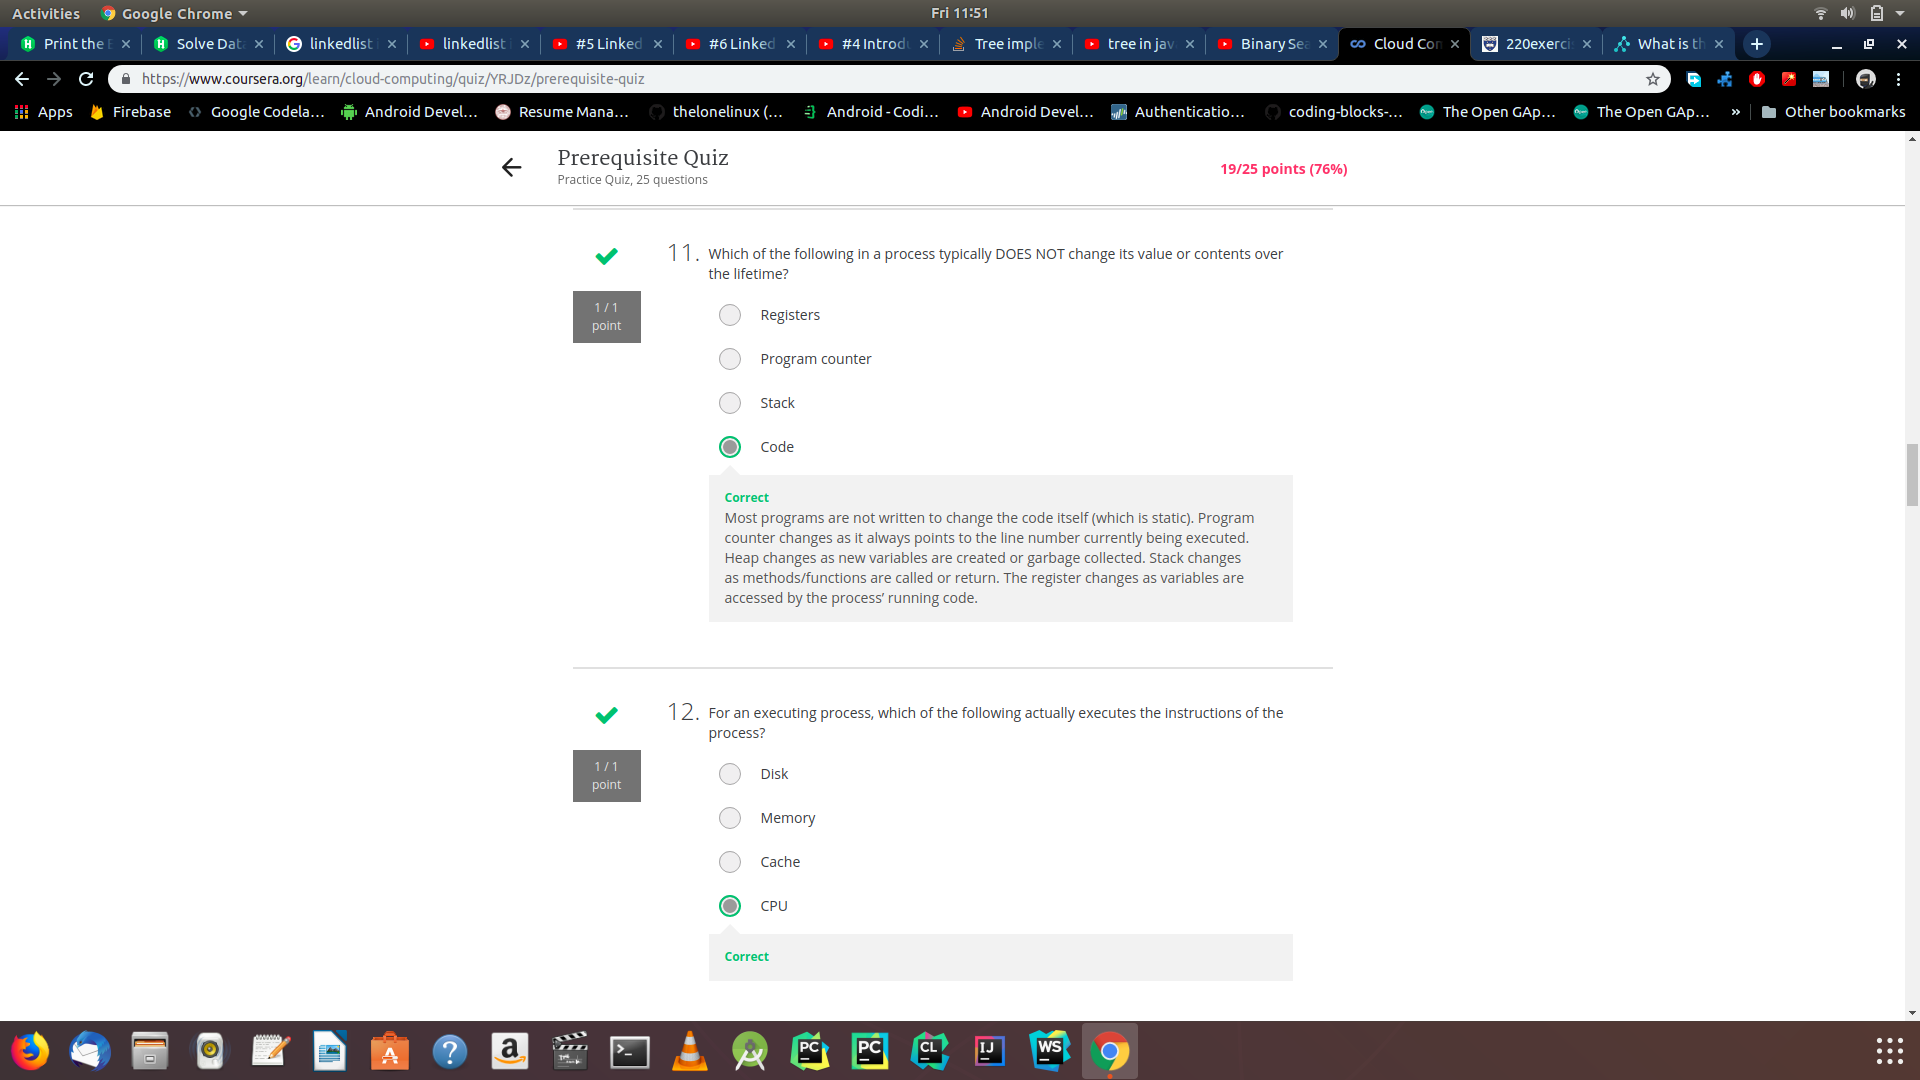 Activities Google Chrome Fri 11:51
Print the Solve Dat linkedlist linkedlist #5 Linked #6 Linked #4 Introdu Tree imple tree in jav Binary Sea Cloud Con 220exerci What is th
https://www.coursera.org/learn/cloud-computing/quiz/YRJDz/prerequisite-quiz
Apps Firebase Google Codela... Android Devel... Resume Mana... thelonelinux (... Android - Codi... Android Devel... Authenticatio... coding-blocks-... The Open GAp... The Open GAp... » Other bookmarks
Prerequisite Quiz
Practice Quiz, 25 questions
19/25 points (76%)
11. Which of the following in a process typically DOES NOT change its value or contents over
the lifetime?
1 / 1
point
Registers
Program counter
Stack
Code
Correct
Most programs are not written to change the code itself (which is static). Program
counter changes as it always points to the line number currently being executed.
Heap changes as new variables are created or garbage collected. Stack changes
as methods/functions are called or return. The register changes as variables are
accessed by the process’ running code.
12. For an executing process, which of the following actually executes the instructions of the
process?
1 / 1
point
Disk
Memory
Cache
CPU
Correct
PC PC CL IJ WS